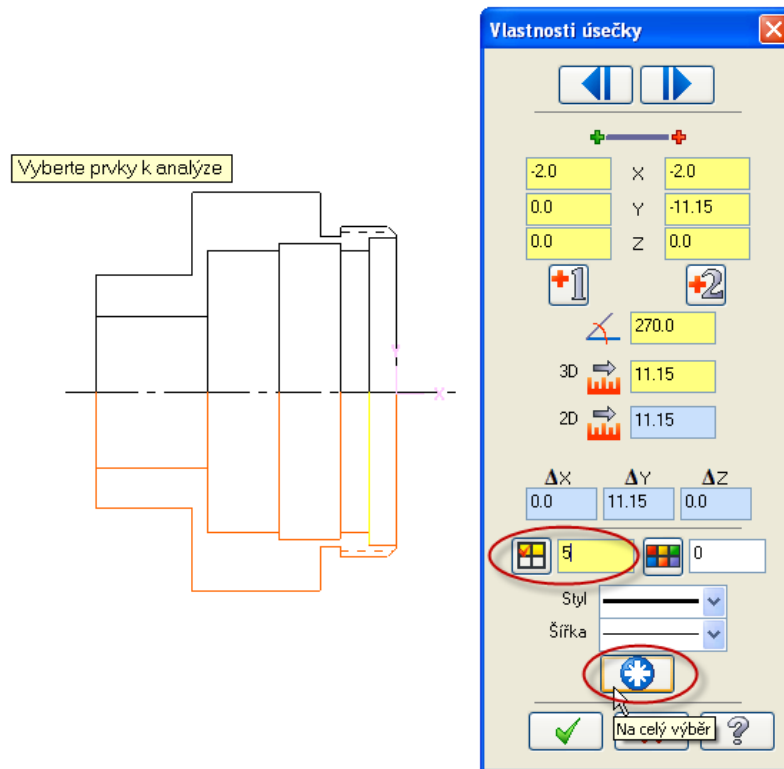 Vlastnosti úsečky
Vyberte prvky k analýze
-2.0 X -2.0
0.0 Y -11.15
0.0 Z 0.0
+1 +2
270.0
3D 11.15
2D 11.15
ΔX ΔY ΔZ
0.0 11.15 0.0
5 0
Styl
Šířka
Na celý výběr
?
Y
X